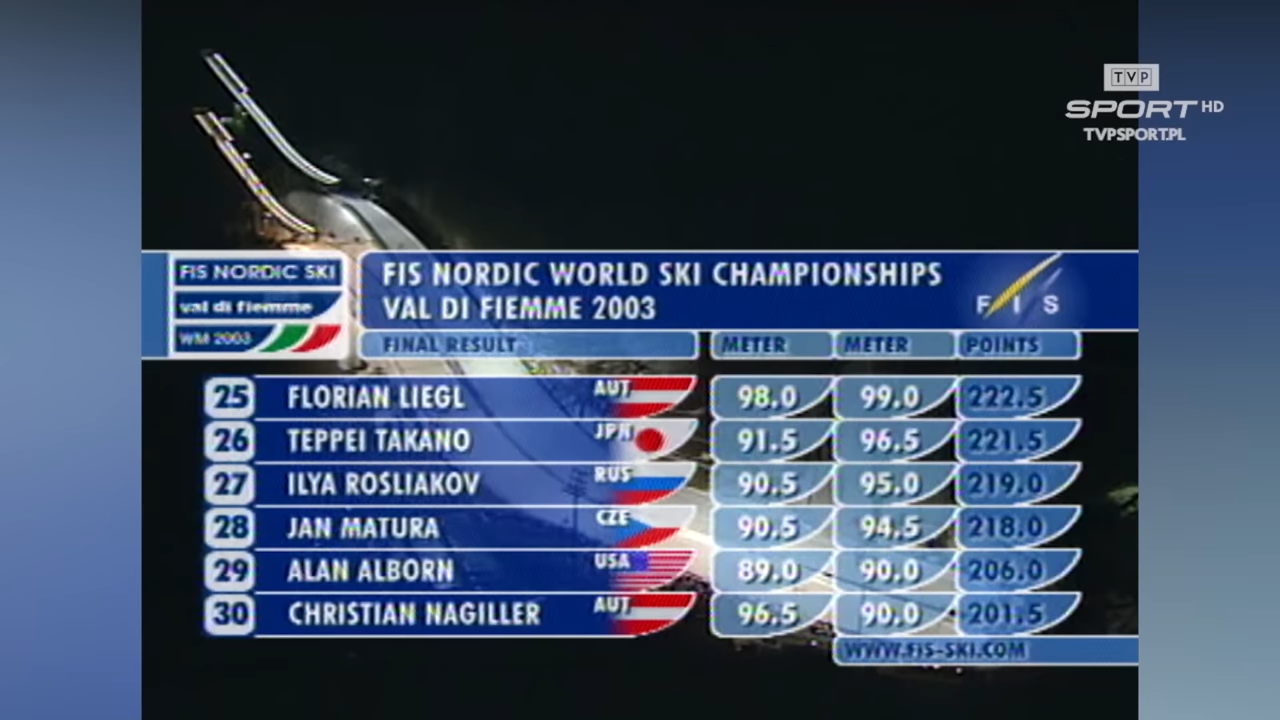 TVP
SPORT HD
TVPSPORT.PL
FIS NORDIC SKI
val di fiemme
WM 2003
FIS NORDIC WORLD SKI CHAMPIONSHIPS
VAL DI FIEMME 2003
F I S
FINAL RESULT METER METER POINTS
25 FLORIAN LIEGL AUT 98.0 99.0 222.5
26 TEPPEI TAKANO JPN 91.5 96.5 221.5
27 ILYA ROSLIAKOV RUS 90.5 95.0 219.0
28 JAN MATURA CZE 90.5 94.5 218.0
29 ALAN ALBORN USA 89.0 90.0 206.0
30 CHRISTIAN NAGILLER AUT 96.5 90.0 201.5
WWW.FIS-SKI.COM